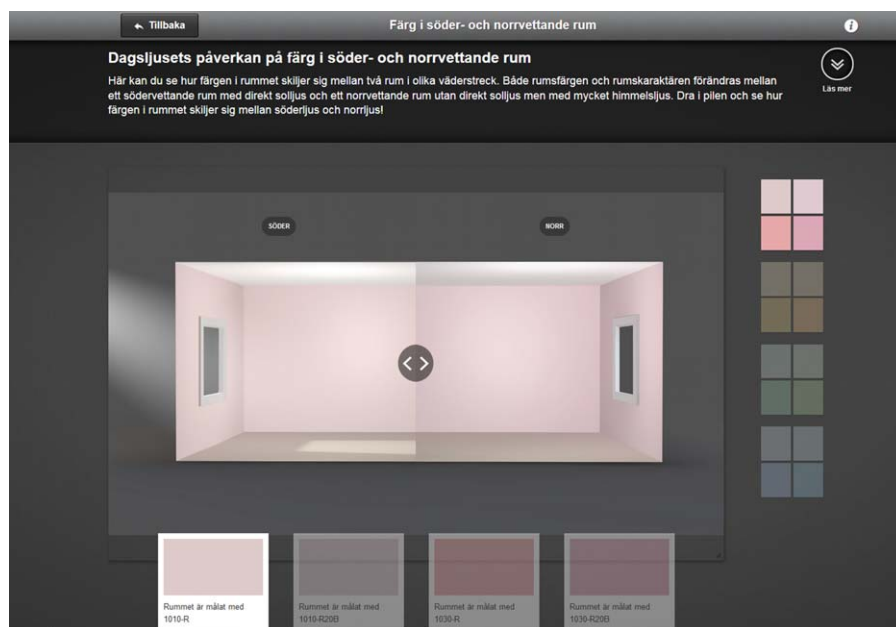 Tillbaka
Färg i söder- och norrvettande rum
Dagsljusets påverkan på färg i söder- och norrvettande rum
Här kan du se hur färgen i rummet skiljer sig mellan två rum i olika väderstreck. Både rumsfärgen och rumskaraktären förändras mellan
ett södervettande rum med direkt solljus och ett norrvettande rum utan direkt solljus men med mycket himmelsljus. Dra i pilen och se hur
färgen i rummet skiljer sig mellan söderljus och norrljus!
Läs mer
SÖDER
NORR
Rummet är målat med
1010-R
Rummet är målat med
1010-R20B
Rummet är målat med
1030-R
Rummet är målat med
1030-R20B